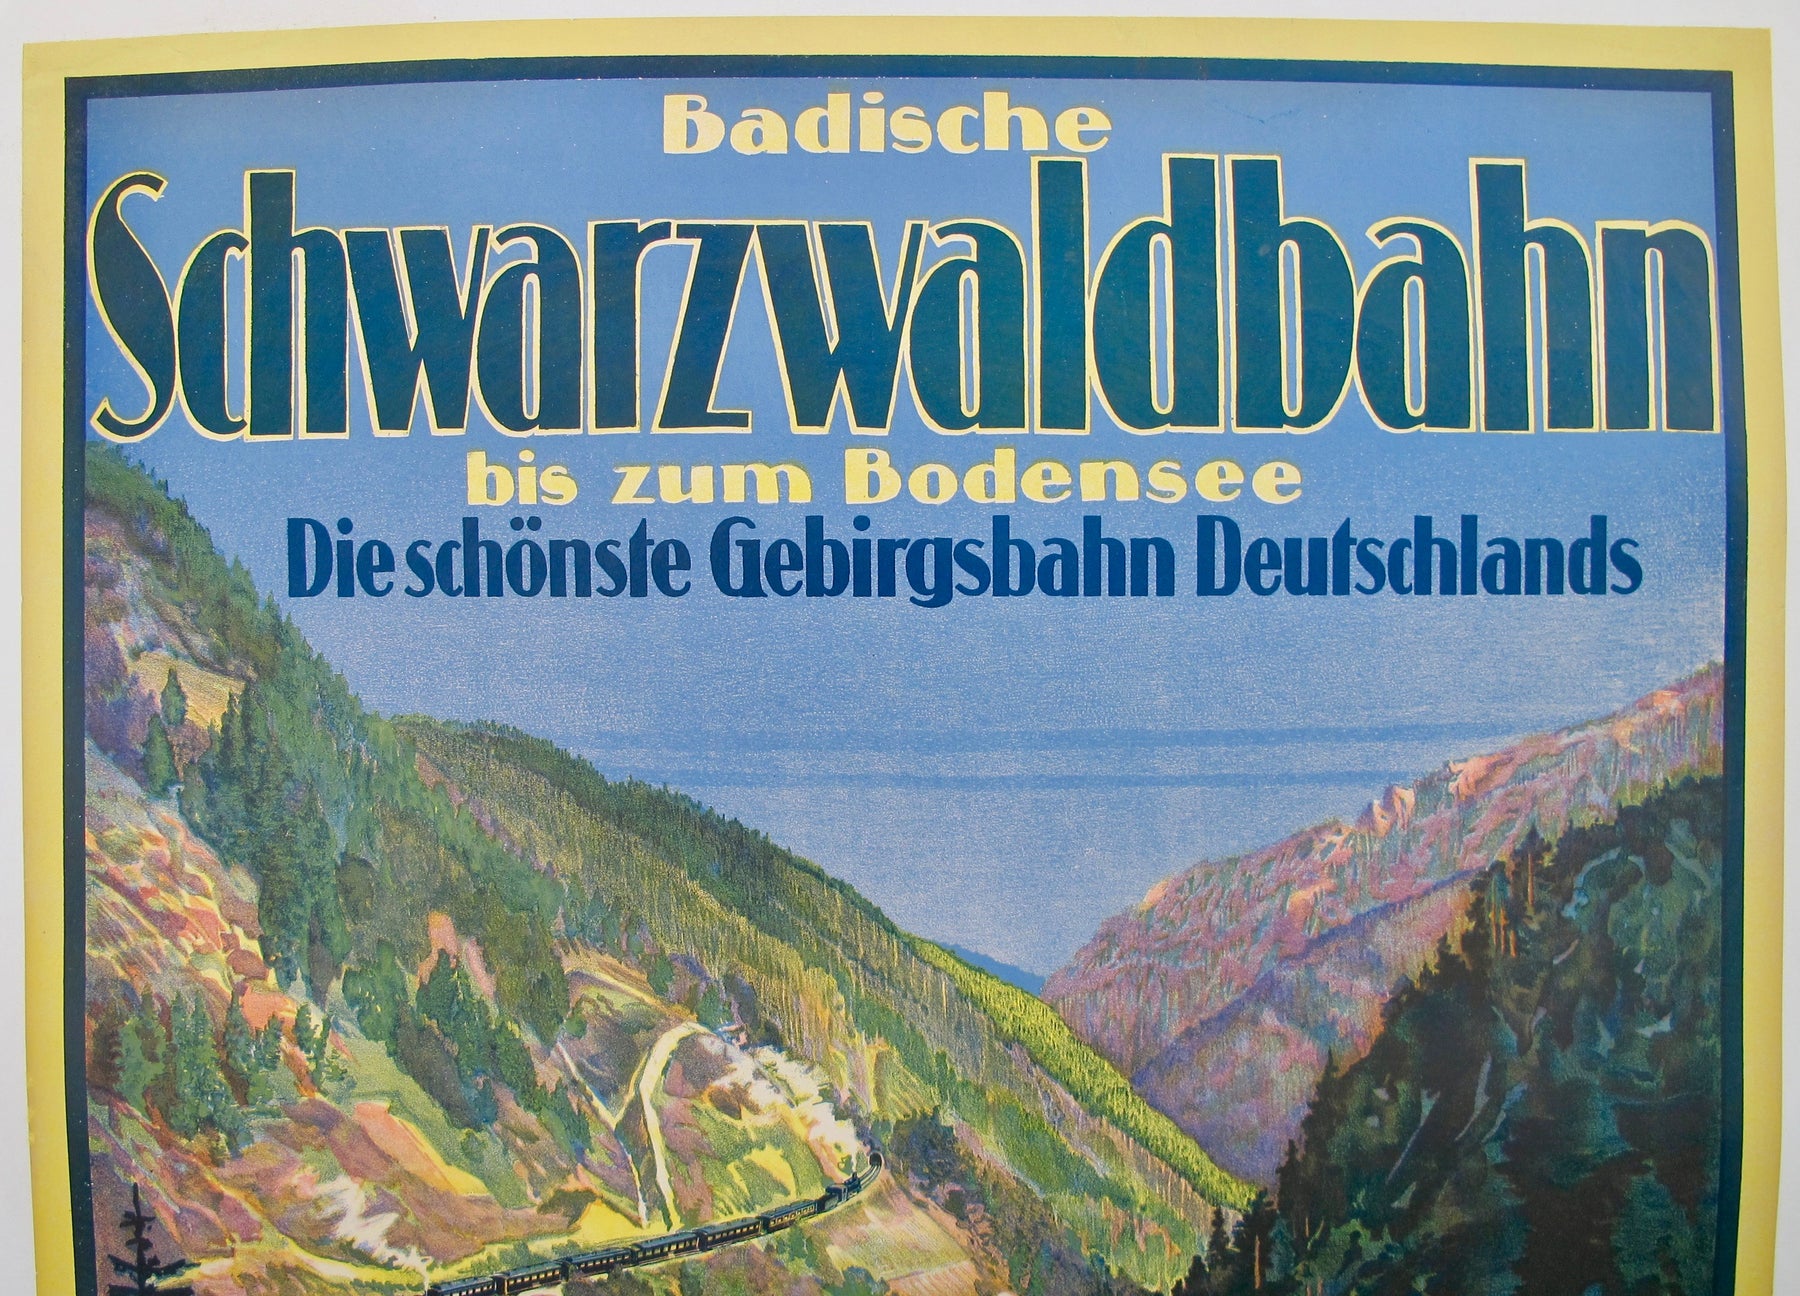 Badische
Schwarzwaldbahn
bis zum Bodensee
Die schönste Gebirgsbahn Deutschlands